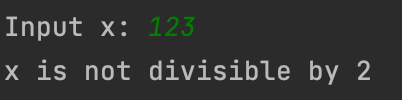 Input x: 123
x is not divisible by 2